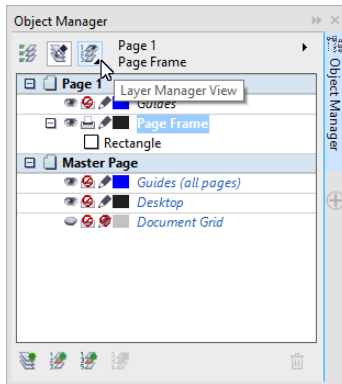 Object Manager
Page 1
Page Frame
Page 1
Layer Manager View
Guides
Page Frame
Rectangle
Master Page
Guides (all pages)
Desktop
Document Grid
Object Manager